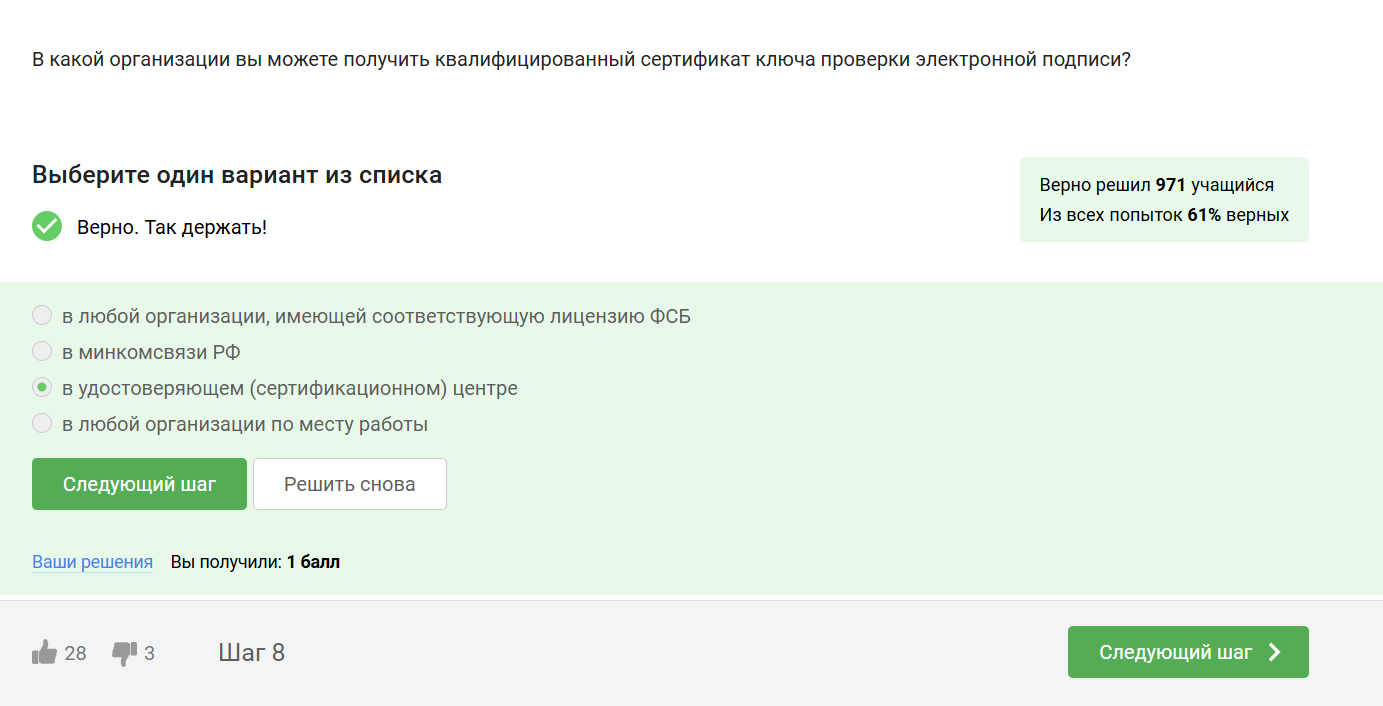 В какой организации вы можете получить квалифицированный сертификат ключа проверки электронной подписи?
Выберите один вариант из списка
Верно. Так держать!
Верно решил 971 учащийся
Из всех попыток 61% верных
в любой организации, имеющей соответствующую лицензию ФСБ
в минкомсвязи РФ
в удостоверяющем (сертификационном) центре
в любой организации по месту работы
Следующий шаг
Решить снова
Ваши решения Вы получили: 1 балл
28
3
Шаг 8
Следующий шаг